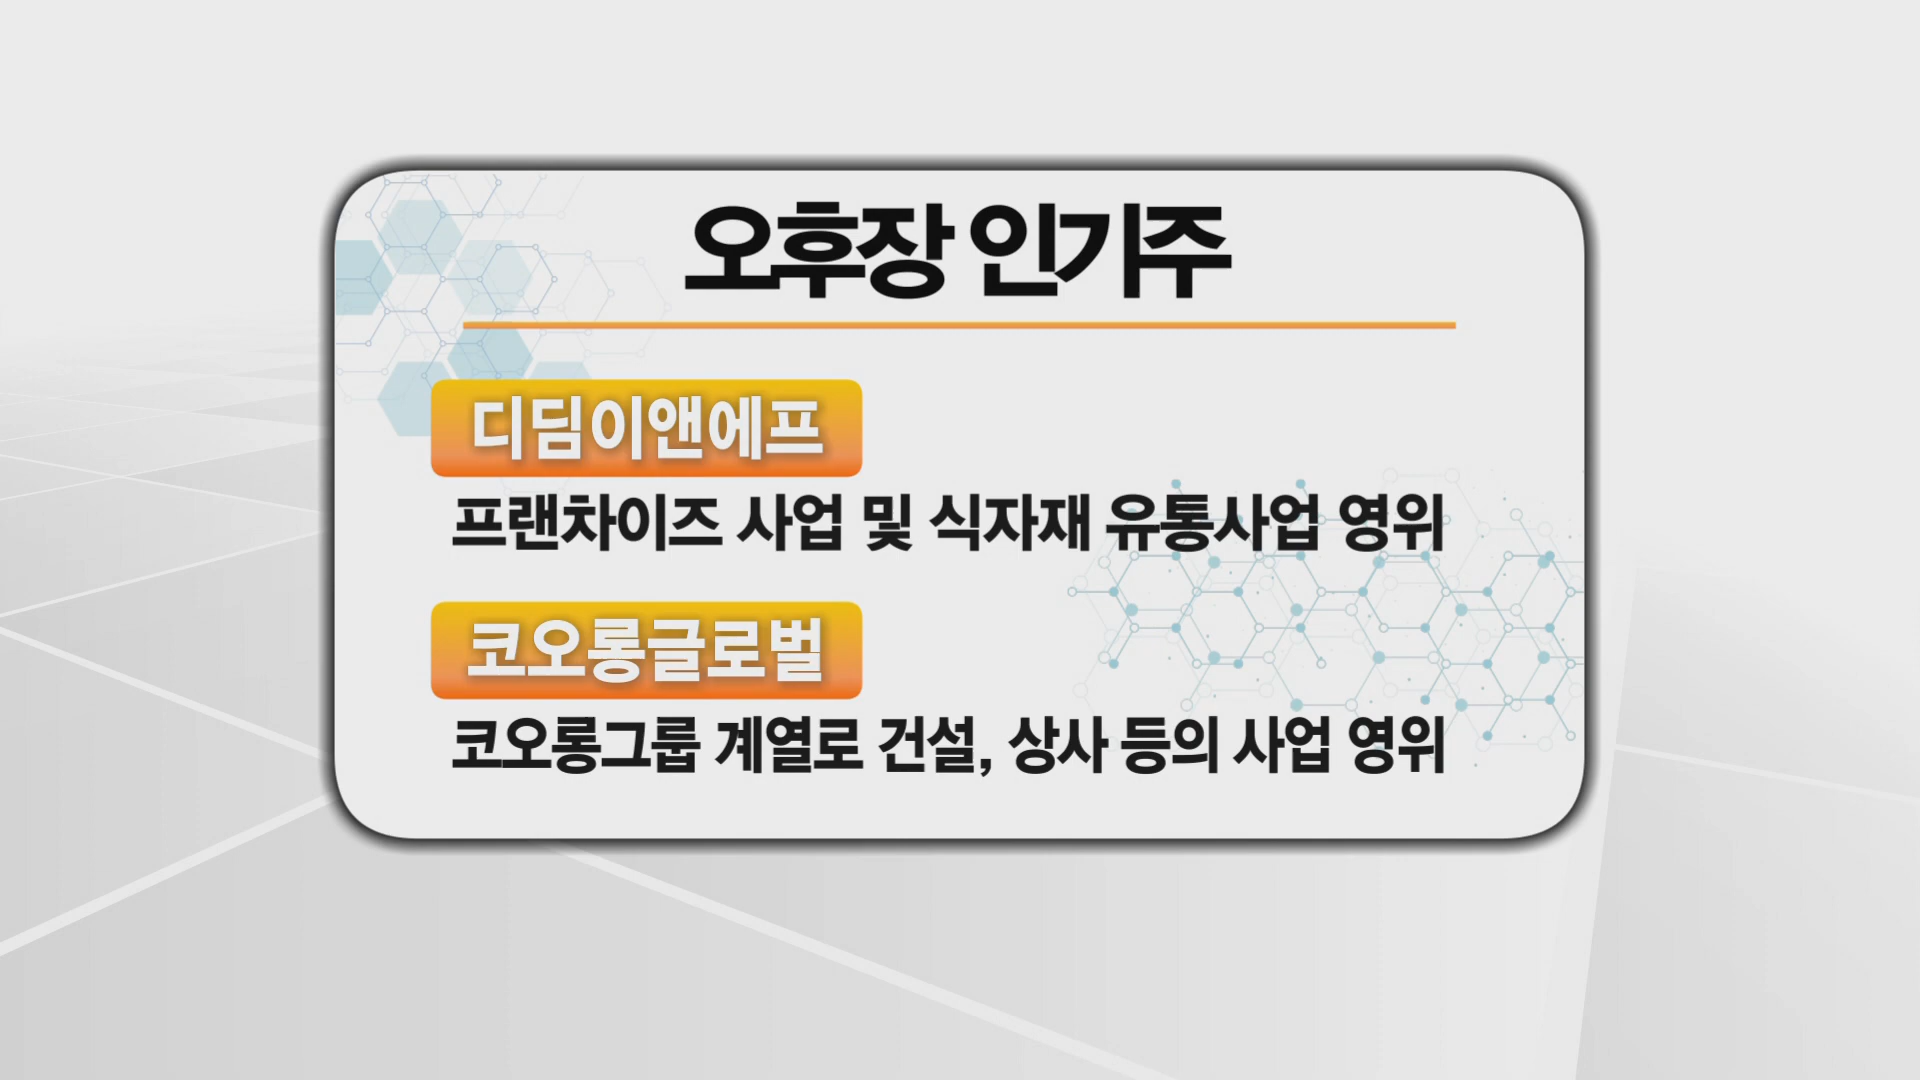 오후장 인기주
디딤이앤에프
프랜차이즈 사업 및 식자재 유통사업 영위
코오롱글로벌
코오롱그룹 계열로 건설, 상사 등의 사업 영위